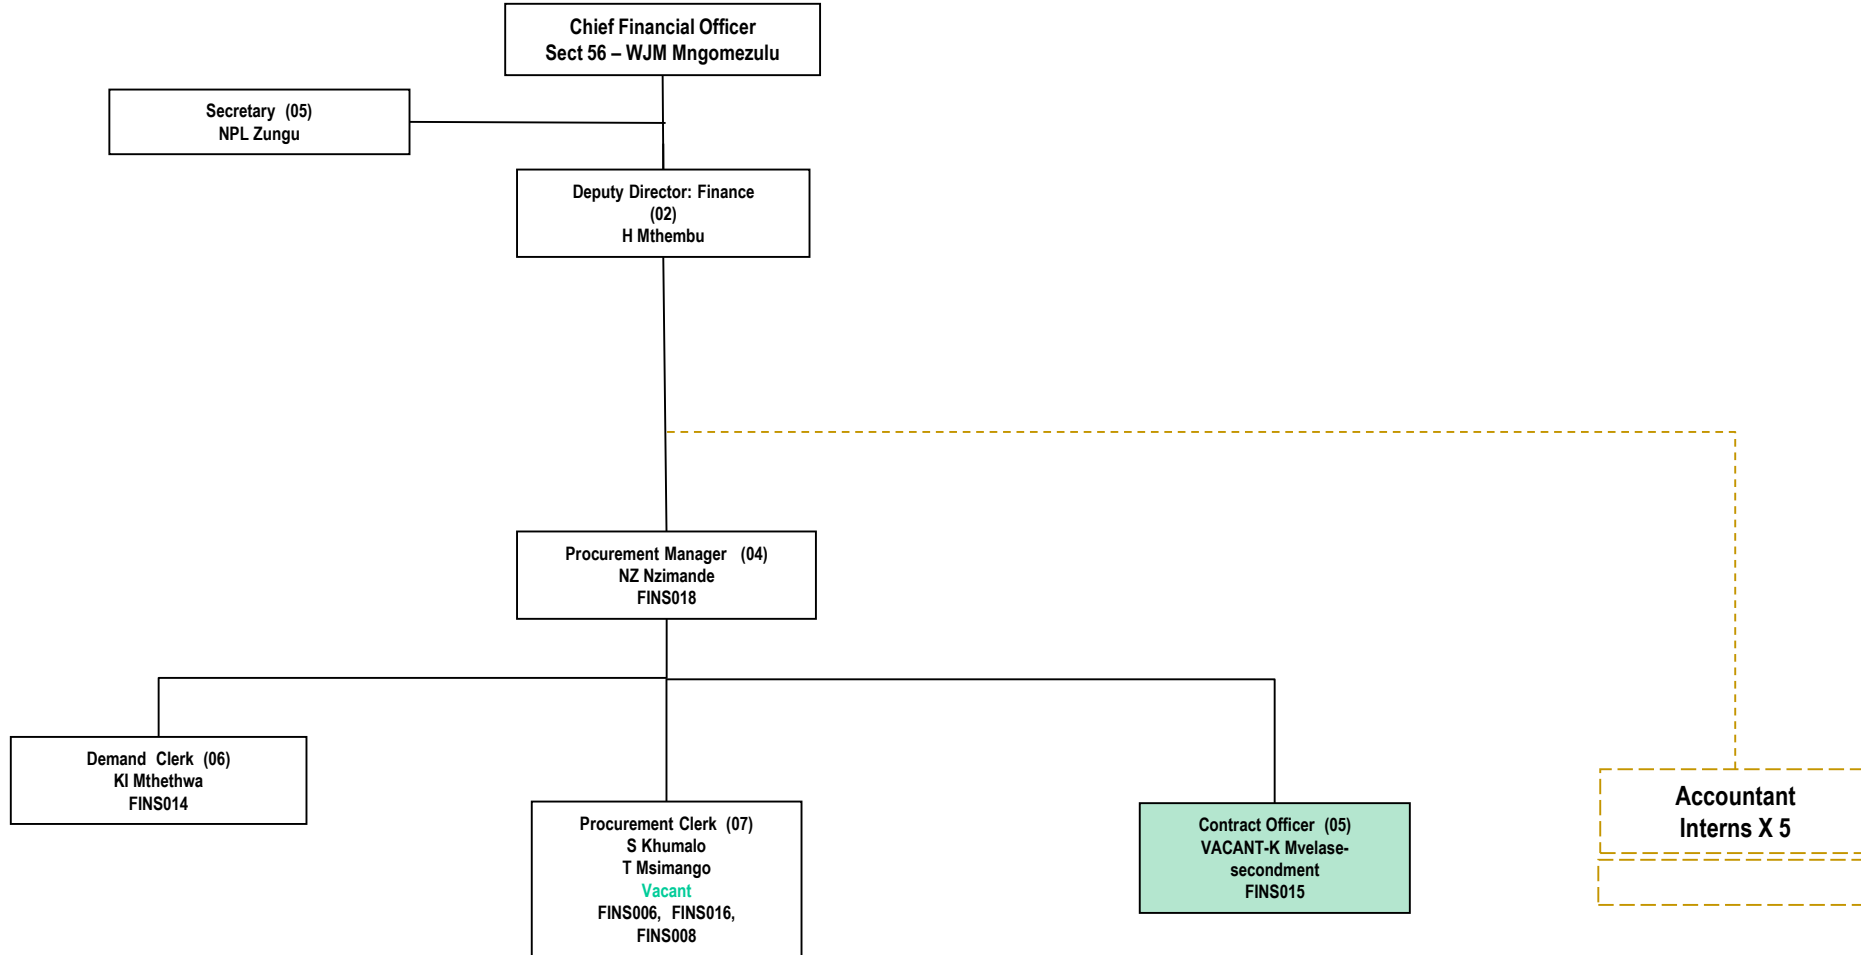 Chief Financial Officer
Sect 56 – WJM Mngomezulu
Secretary (05)
NPL Zungu
Deputy Director: Finance
(02)
H Mthembu
Procurement Manager (04)
NZ Nzimande
FINS018
Demand Clerk (06)
KI Mthethwa
FINS014
Procurement Clerk (07)
S Khumalo
T Msimango
Vacant
FINS006, FINS016,
FINS008
Contract Officer (05)
VACANT-K Mvelase-
secondment
FINS015
Accountant
Interns X 5